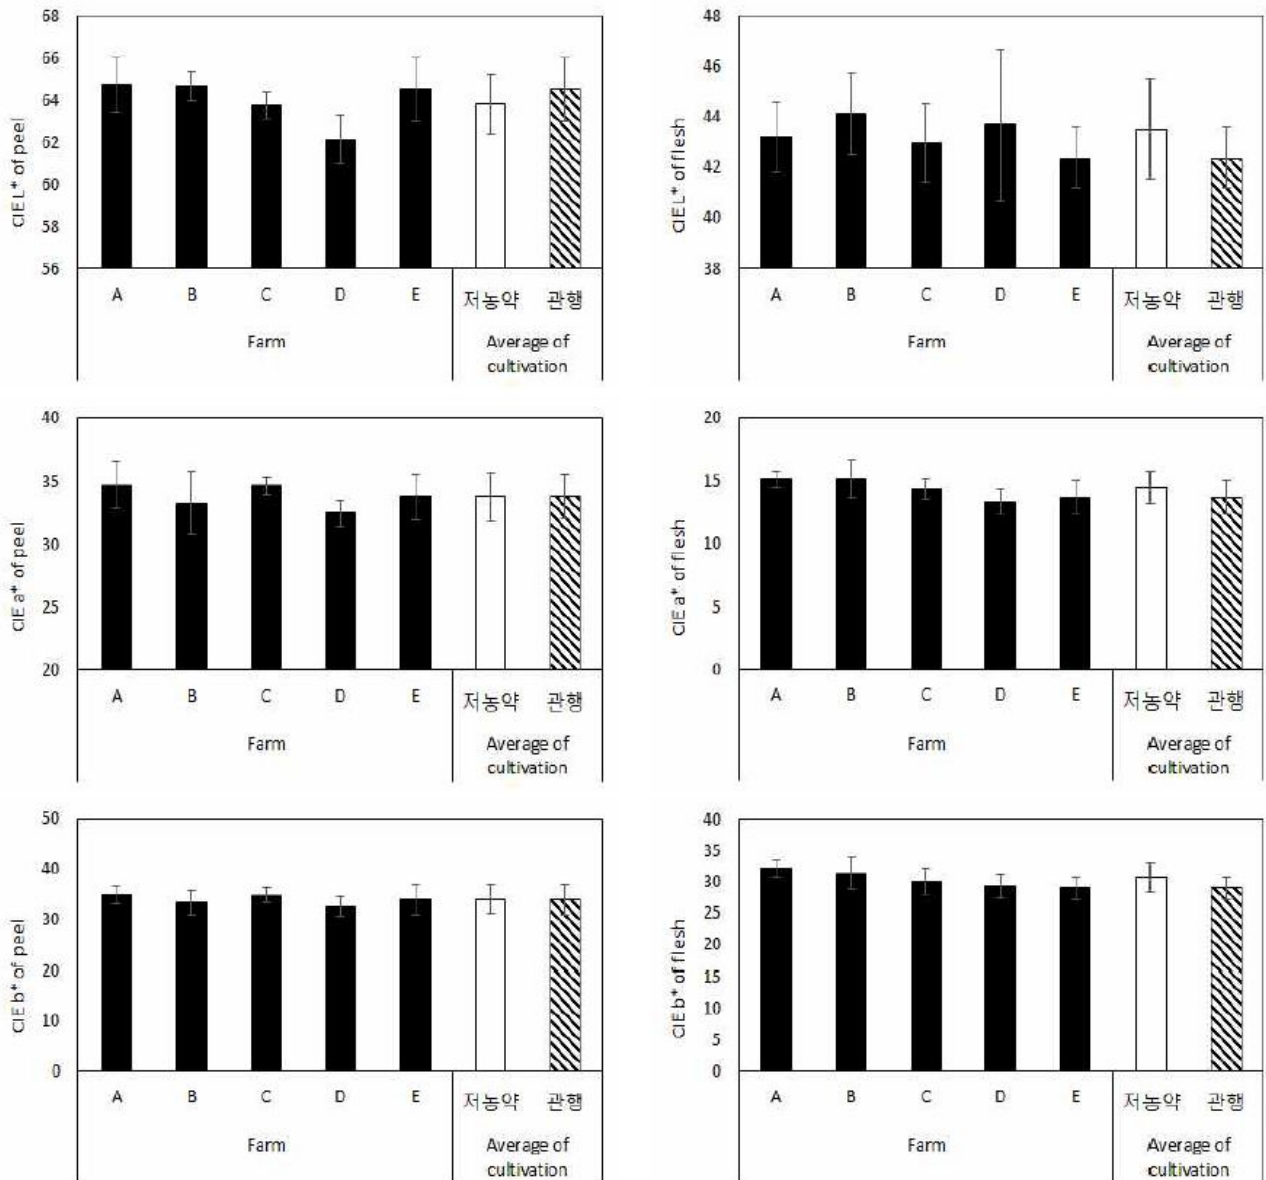 CIE L* of peel
68
66
64
62
60
58
56
A B C D E 저농약 관행
Farm
Average of
cultivation
CIE L* of flesh
48
46
44
42
40
38
A B C D E 저농약 관행
Farm
Average of
cultivation
CIE a* of peel
40
35
30
25
20
A B C D E 저농약 관행
Farm
Average of
cultivation
CIE a* of flesh
20
15
10
5
0
A B C D E 저농약 관행
Farm
Average of
cultivation
CIE b* of peel
50
40
30
20
10
0
A B C D E 저농약 관행
Farm
Average of
cultivation
CIE b* of flesh
40
35
30
25
20
15
10
5
0
A B C D E 저농약 관행
Farm
Average of
cultivation